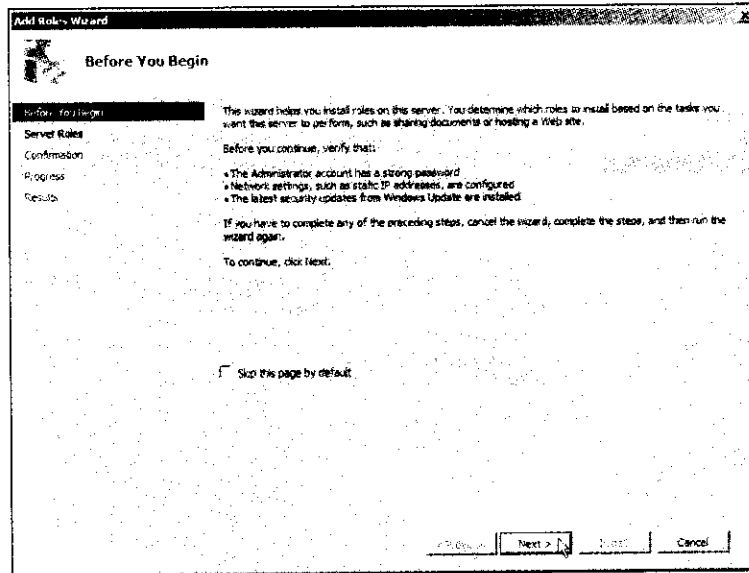 Add Roles Wizard
Before You Begin
Before You Begin
Server Roles
Confirmation
Progress
Results
This wizard helps you install roles on this server. You determine which roles to install based on the tasks you
want this server to perform, such as sharing documents or hosting a Web site.
Before you continue, verify that:
• The Administrator account has a strong password
• Network settings, such as static IP addresses, are configured
• The latest security updates from Windows Update are installed
If you have to complete any of the preceding steps, cancel the wizard, complete the steps, and then run the
wizard again.
To continue, click Next.
Skip this page by default
Next >
Install
Cancel